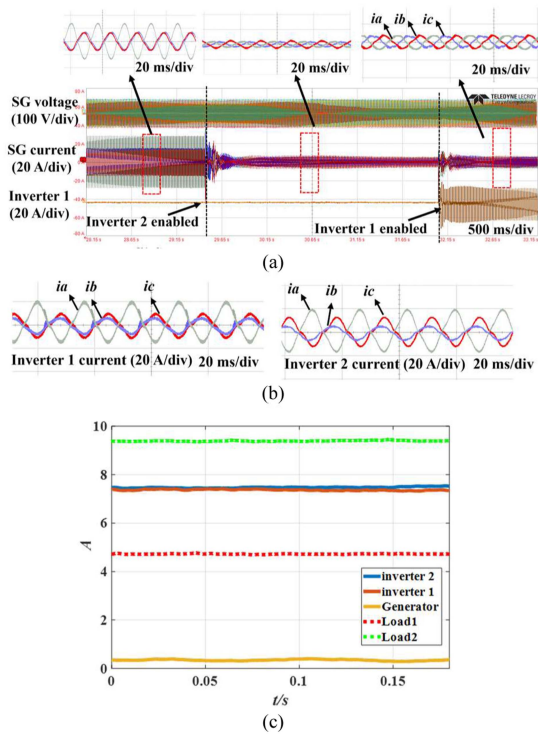 (a)
ia ib ic
20 ms/div
20 ms/div
20 ms/div
TELEDYNE LECROY
SG voltage
(100 V/div)
SG current
(20 A/div)
Inverter 1
(20 A/div)
Inverter 2 enabled
Inverter 1 enabled
500 ms/div
(a)
ia ib ic
Inverter 1 current (20 A/div) 20 ms/div
ia ib ic
Inverter 2 current (20 A/div) 20 ms/div
(b)
10
8
6
4
2
0
A
inverter 2
inverter 1
Generator
Load1
Load2
0 0.05 0.1 0.15
t/s
(c)